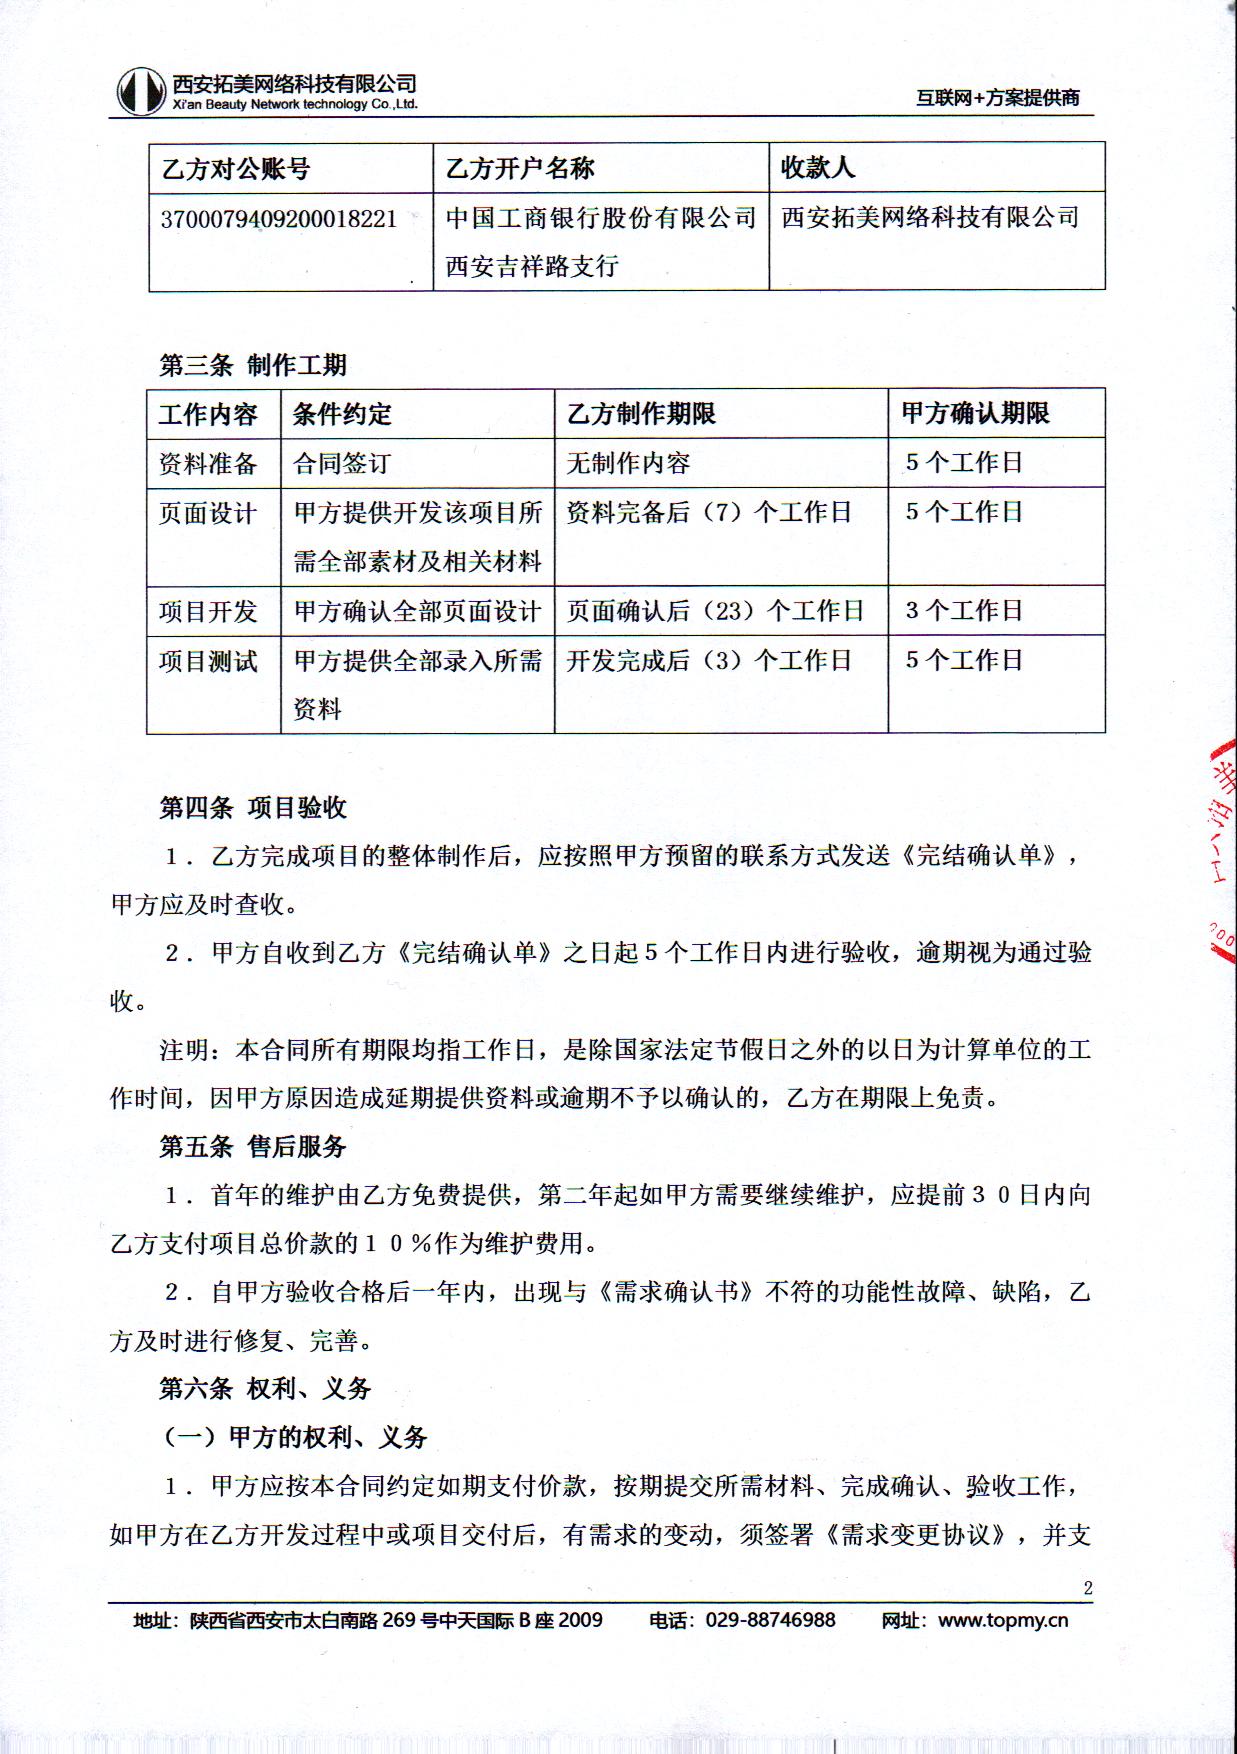 西安拓美网络科技有限公司
Xi'an Beauty Network technology Co.,Ltd.
互联网+方案提供商
乙方对公账号 乙方开户名称 收款人
3700079409200018221 中国工商银行股份有限公司 西安拓美网络科技有限公司
西安吉祥路支行
第三条 制作工期
工作内容 条件约定 乙方制作期限 甲方确认期限
资料准备 合同签订 无制作内容 5个工作日
页面设计 甲方提供开发该项目所 资料完备后（7）个工作日 5个工作日
需全部素材及相关材料
项目开发 甲方确认全部页面设计 页面确认后（23）个工作日 3个工作日
项目测试 甲方提供全部录入所需 开发完成后（3）个工作日 5个工作日
资料
第四条 项目验收
1．乙方完成项目的整体制作后，应按照甲方预留的联系方式发送《完结确认单》，
甲方应及时查收。
2．甲方自收到乙方《完结确认单》之日起5个工作日内进行验收，逾期视为通过验
收。
注明：本合同所有期限均指工作日，是除国家法定节假日之外的以日为计算单位的工
作时间，因甲方原因造成延期提供资料或逾期不予以确认的，乙方在期限上免责。
第五条 售后服务
1．首年的维护由乙方免费提供，第二年起如甲方需要继续维护，应提前30日内向
乙方支付项目总价款的10%作为维护费用。
2．自甲方验收合格后一年内，出现与《需求确认书》不符的功能性故障、缺陷，乙
方及时进行修复、完善。
第六条 权利、义务
（一）甲方的权利、义务
1．甲方应按本合同约定如期支付价款，按期提交所需材料、完成确认、验收工作，
如甲方在乙方开发过程中或项目交付后，有需求的变动，须签署《需求变更协议》，并支
2
地址：陕西省西安市太白南路269号中天国际B座2009 电话：029-88746988 网址：www.topmy.cn